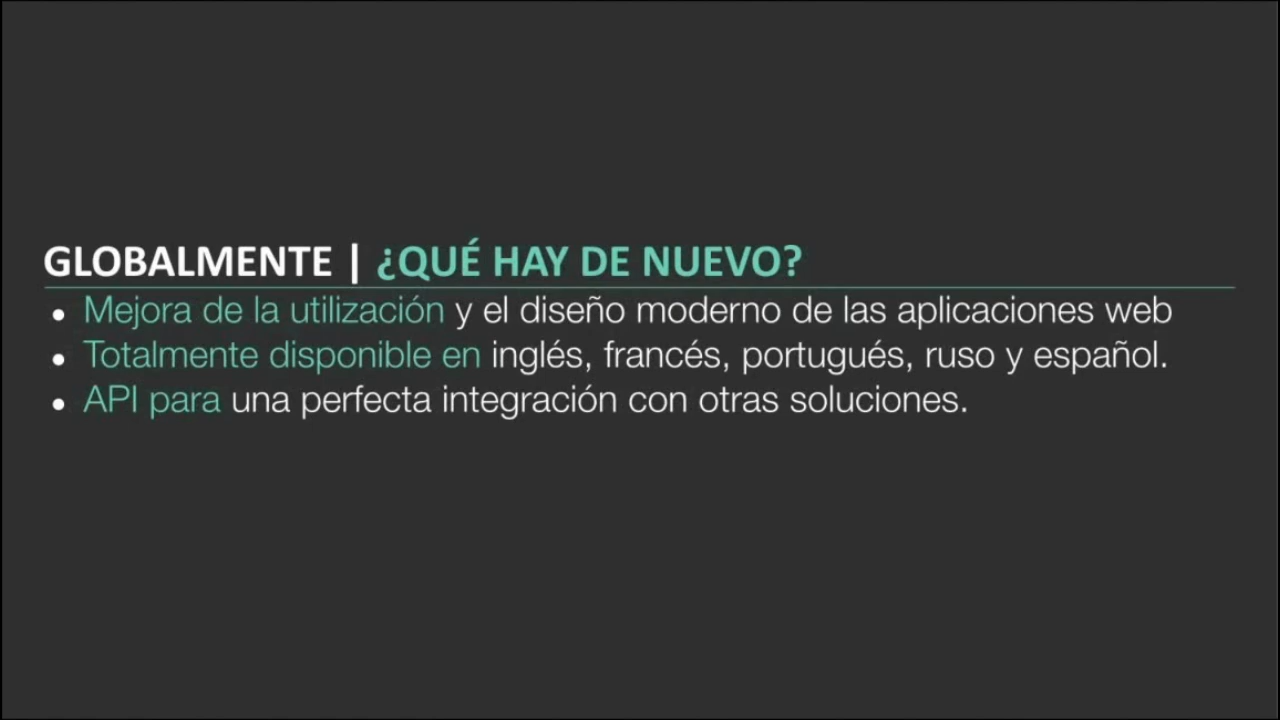 GLOBALMENTE | ¿QUÉ HAY DE NUEVO?
• Mejora de la utilización y el diseño moderno de las aplicaciones web
• Totalmente disponible en inglés, francés, portugués, ruso y español.
• API para una perfecta integración con otras soluciones.